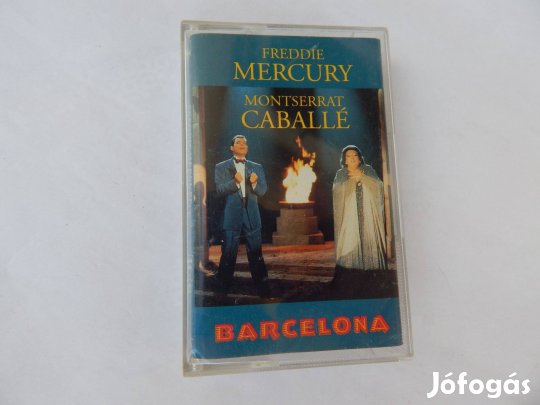 FREDDIE
MERCURY
MONTSERRAT
CABALLÉ
BARCELONA
Jófogás